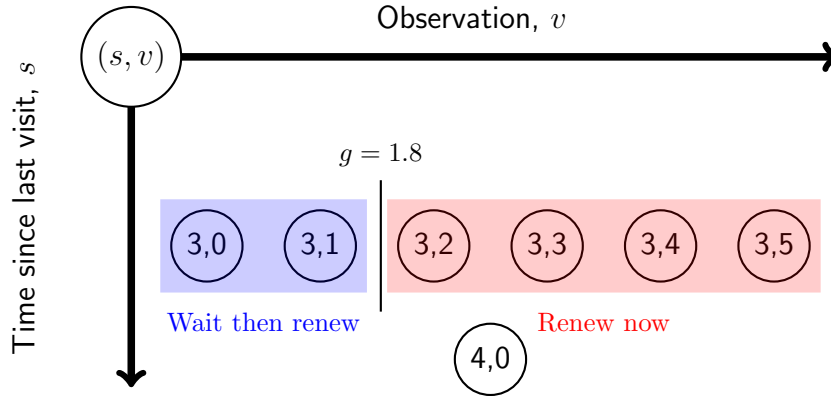 Observation, v
(s, v)
Time since last visit, s
g = 1.8
3,0 3,1 3,2 3,3 3,4 3,5
Wait then renew Renew now
4,0